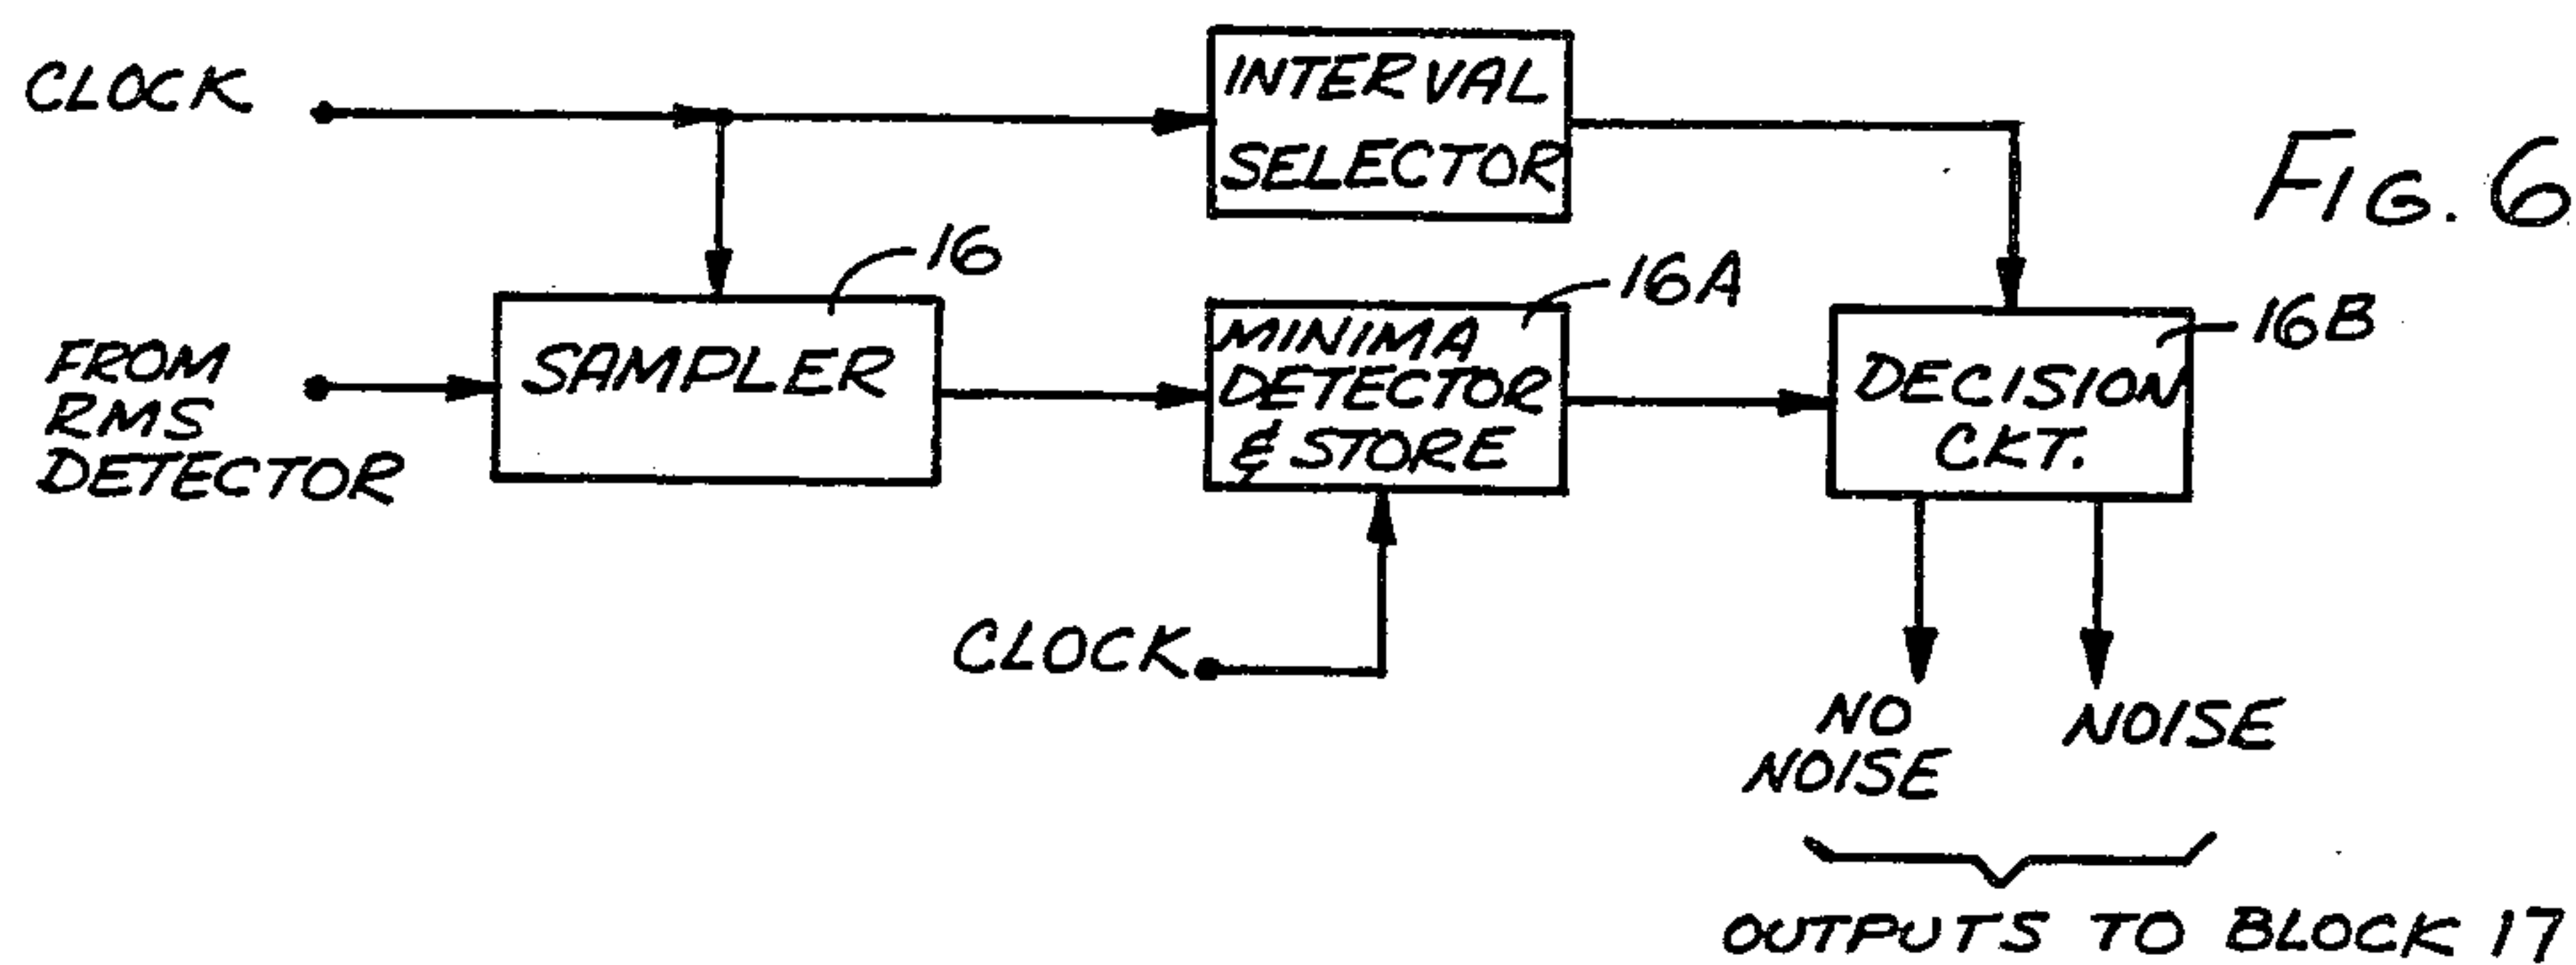 CLOCK
INTERVAL
SELECTOR
FIG. 6
16
16A
16B
FROM
RMS
DETECTOR
SAMPLER
MINIMA
DETECTOR
& STORE
DECISION
CKT.
CLOCK
NO
NOISE
NOISE
OUTPUTS TO BLOCK 17